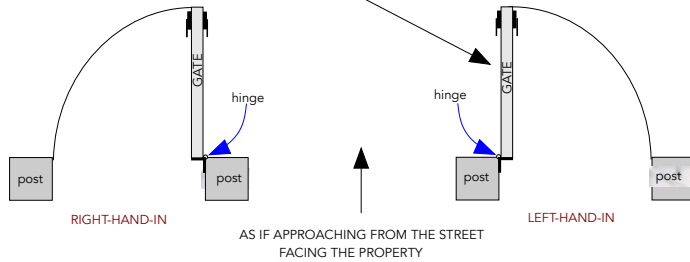 GATE
GATE
hinge
hinge
post
post
post
post
RIGHT-HAND-IN
LEFT-HAND-IN
AS IF APPROACHING FROM THE STREET
FACING THE PROPERTY